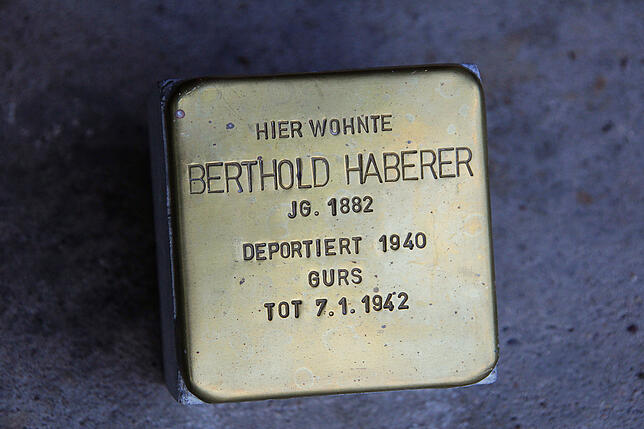 HIER WOHNTE
BERTHOLD HABERER
JG. 1882
DEPORTIERT 1940
GURS
TOT 7.1.1942